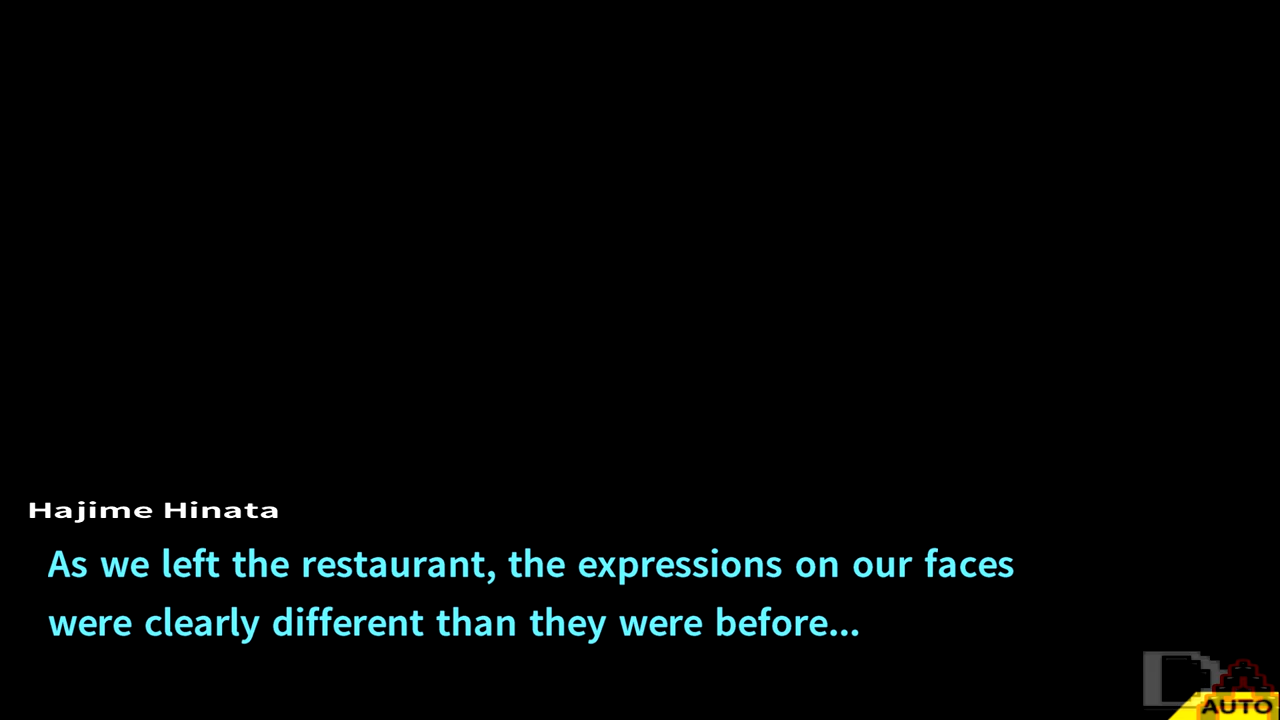 Hajime Hinata
As we left the restaurant, the expressions on our faces
were clearly different than they were before...
AUTO